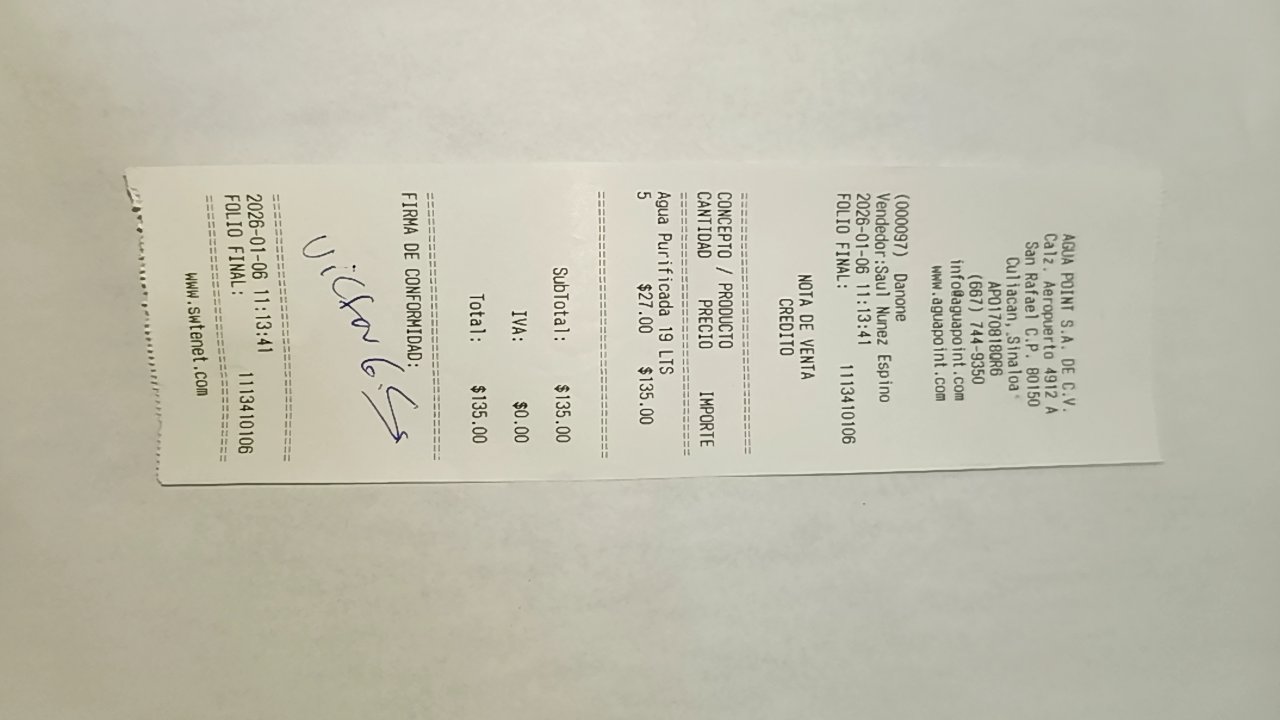 AGUA POINT S.A. DE C.V.
Calz. Aeropuerto 4912 A
San Rafael C.P. 80150
Culiacan, Sinaloa
APO170818QR6
(667) 744-9350
info@aguapoint.com
www.aguapoint.com
(000097) Danone
Vendedor:Saul Nunez Espino
2026-01-06 11:13:41
FOLIO FINAL: 1113410106
NOTA DE VENTA
CREDITO
CONCEPTO / PRODUCTO
CANTIDAD PRECIO IMPORTE
Agua Purificada 19 LTS
5 $27.00 $135.00
SubTotal: $135.00
IVA: $0.00
Total: $135.00
FIRMA DE CONFORMIDAD:
Victor G.
2026-01-06 11:13:41
FOLIO FINAL: 1113410106
www.swtenet.com